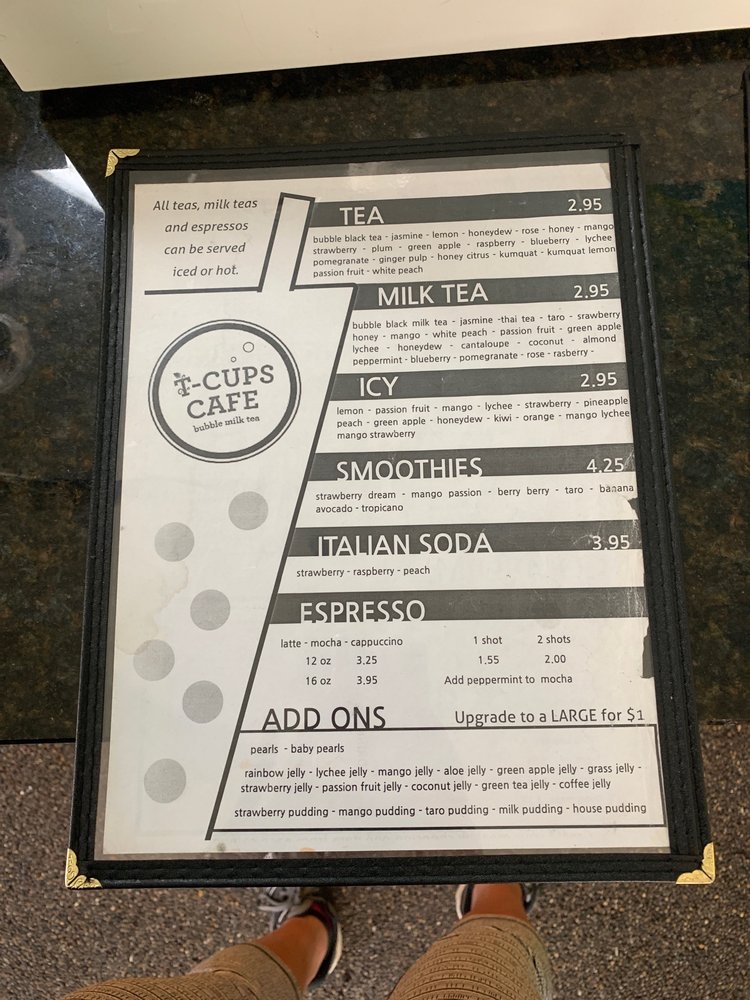 All teas, milk teas
and espressos
can be served
iced or hot.
T-CUPS
CAFE
bubble milk tea
TEA 2.95
bubble black tea - jasmine - lemon - honeydew - rose - honey - mango
strawberry - plum - green apple - raspberry - blueberry - lychee
pomegranate - ginger pulp - honey citrus - kumquat - kumquat lemon
passion fruit - white peach
MILK TEA 2.95
bubble black milk tea - jasmine -thai tea - taro - srawberry
honey - mango - white peach - passion fruit - green apple
lychee - honeydew - cantaloupe - coconut - almond
peppermint - blueberry - pomegranate - rose - rasberry -
ICY 2.95
lemon - passion fruit - mango - lychee - strawberry - pineapple
peach - green apple - honeydew - kiwi - orange - mango lychee
mango strawberry
SMOOTHIES 4.25
strawberry dream - mango passion - berry berry - taro - banana
avocado - tropicano
ITALIAN SODA 3.95
strawberry - raspberry - peach
ESPRESSO
latte - mocha - cappuccino 1 shot 2 shots
12 oz 3.25 1.55 2.00
16 oz 3.95 Add peppermint to mocha
ADD ONS Upgrade to a LARGE for $1
pearls - baby pearls
rainbow jelly - lychee jelly - mango jelly - aloe jelly - green apple jelly - grass jelly -
strawberry jelly - passion fruit jelly - coconut jelly - green tea jelly - coffee jelly
strawberry pudding - mango pudding - taro pudding - milk pudding - house pudding